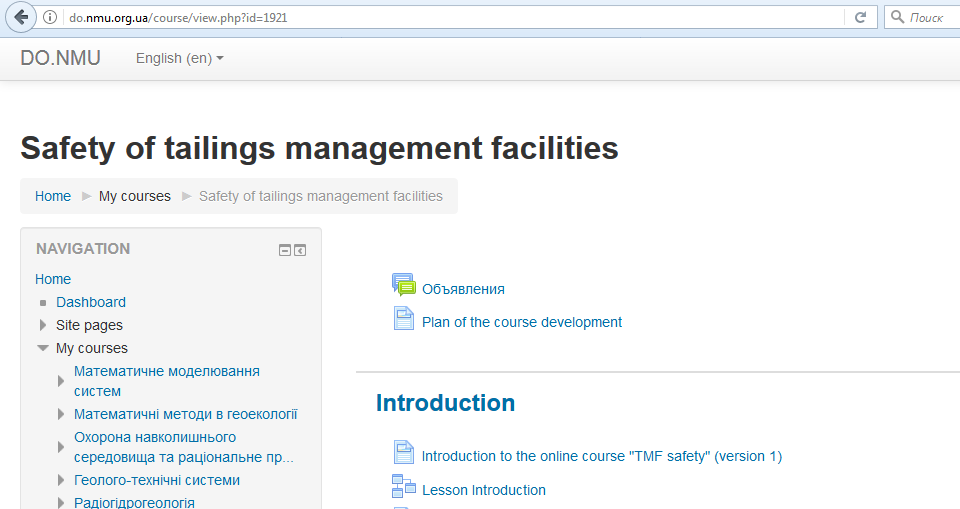 do.nmu.org.ua/course/view.php?id=1921
Поиск
DO.NMU
English (en)
Safety of tailings management facilities
Home
My courses
Safety of tailings management facilities
NAVIGATION
Home
Dashboard
Site pages
My courses
Математичне моделювання
систем
Математичні методи в геоекології
Охорона навколишнього
середовища та раціональне пр...
Геолого-технічні системи
Радіогідрогеологія
Объявления
Plan of the course development
Introduction
Introduction to the online course "TMF safety" (version 1)
Lesson Introduction